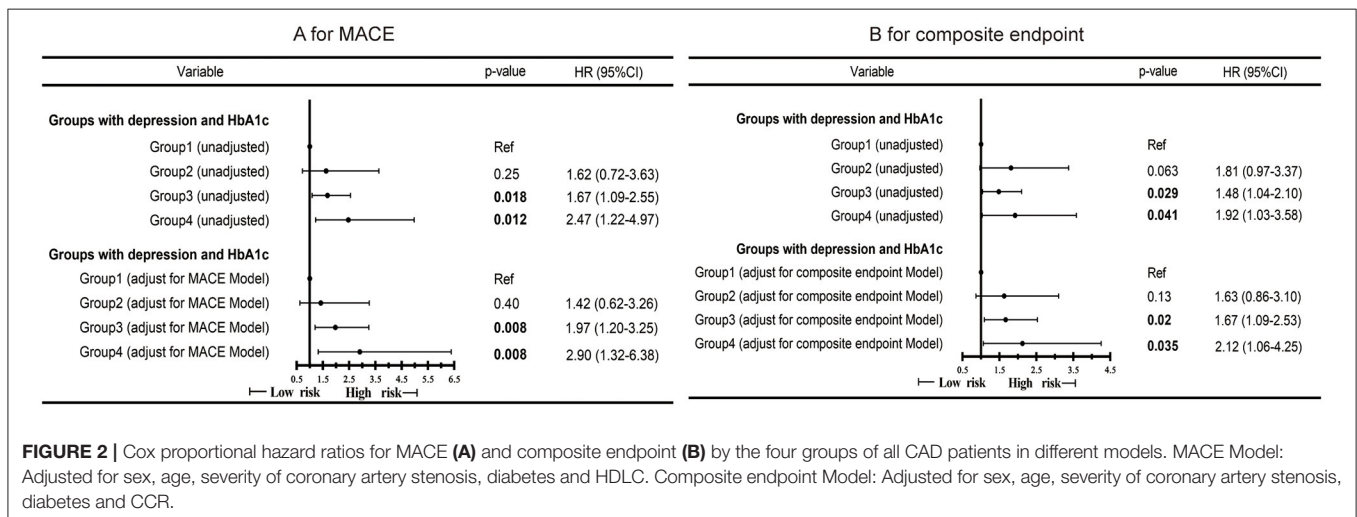 A for MACE
Variable p-value HR (95%CI)
Groups with depression and HbA1c
Group1 (unadjusted) Ref
Group2 (unadjusted) 0.25 1.62 (0.72-3.63)
Group3 (unadjusted) 0.018 1.67 (1.09-2.55)
Group4 (unadjusted) 0.012 2.47 (1.22-4.97)
Groups with depression and HbA1c
Group1 (adjust for MACE Model) Ref
Group2 (adjust for MACE Model) 0.40 1.42 (0.62-3.26)
Group3 (adjust for MACE Model) 0.008 1.97 (1.20-3.25)
Group4 (adjust for MACE Model) 0.008 2.90 (1.32-6.38)
0.5 1.5 2.5 3.5 4.5 5.5 6.5
Low risk High risk
B for composite endpoint
Variable p-value HR (95%CI)
Groups with depression and HbA1c
Group1 (unadjusted) Ref
Group2 (unadjusted) 0.063 1.81 (0.97-3.37)
Group3 (unadjusted) 0.029 1.48 (1.04-2.10)
Group4 (unadjusted) 0.041 1.92 (1.03-3.58)
Groups with depression and HbA1c
Group1 (adjust for composite endpoint Model) Ref
Group2 (adjust for composite endpoint Model) 0.13 1.63 (0.86-3.10)
Group3 (adjust for composite endpoint Model) 0.02 1.67 (1.09-2.53)
Group4 (adjust for composite endpoint Model) 0.035 2.12 (1.06-4.25)
0.5 1.5 2.5 3.5 4.5
Low risk High risk
FIGURE 2 | Cox proportional hazard ratios for MACE (A) and composite endpoint (B) by the four groups of all CAD patients in different models. MACE Model:
Adjusted for sex, age, severity of coronary artery stenosis, diabetes and HDLC. Composite endpoint Model: Adjusted for sex, age, severity of coronary artery stenosis,
diabetes and CCR.